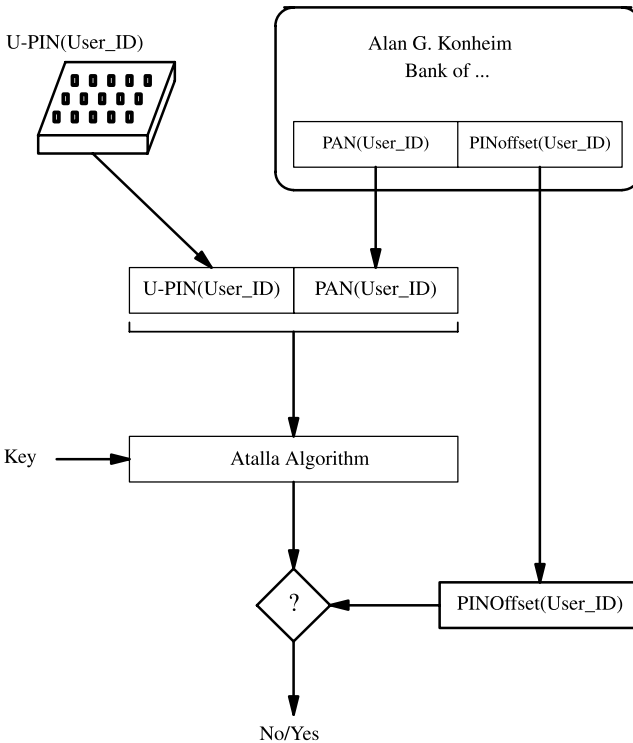 U-PIN(User_ID)
Alan G. Konheim
Bank of ...
PAN(User_ID)
PINoffset(User_ID)
U-PIN(User_ID)
PAN(User_ID)
Key
Atalla Algorithm
?
PINOffset(User_ID)
No/Yes